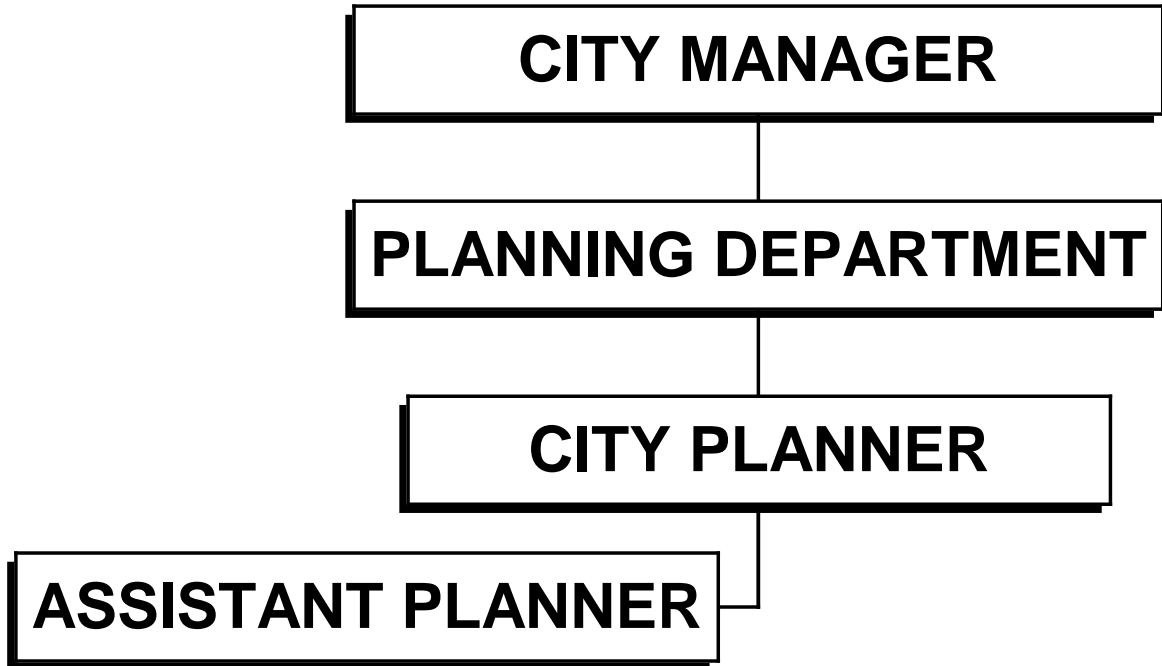 CITY MANAGER
PLANNING DEPARTMENT
CITY PLANNER
ASSISTANT PLANNER